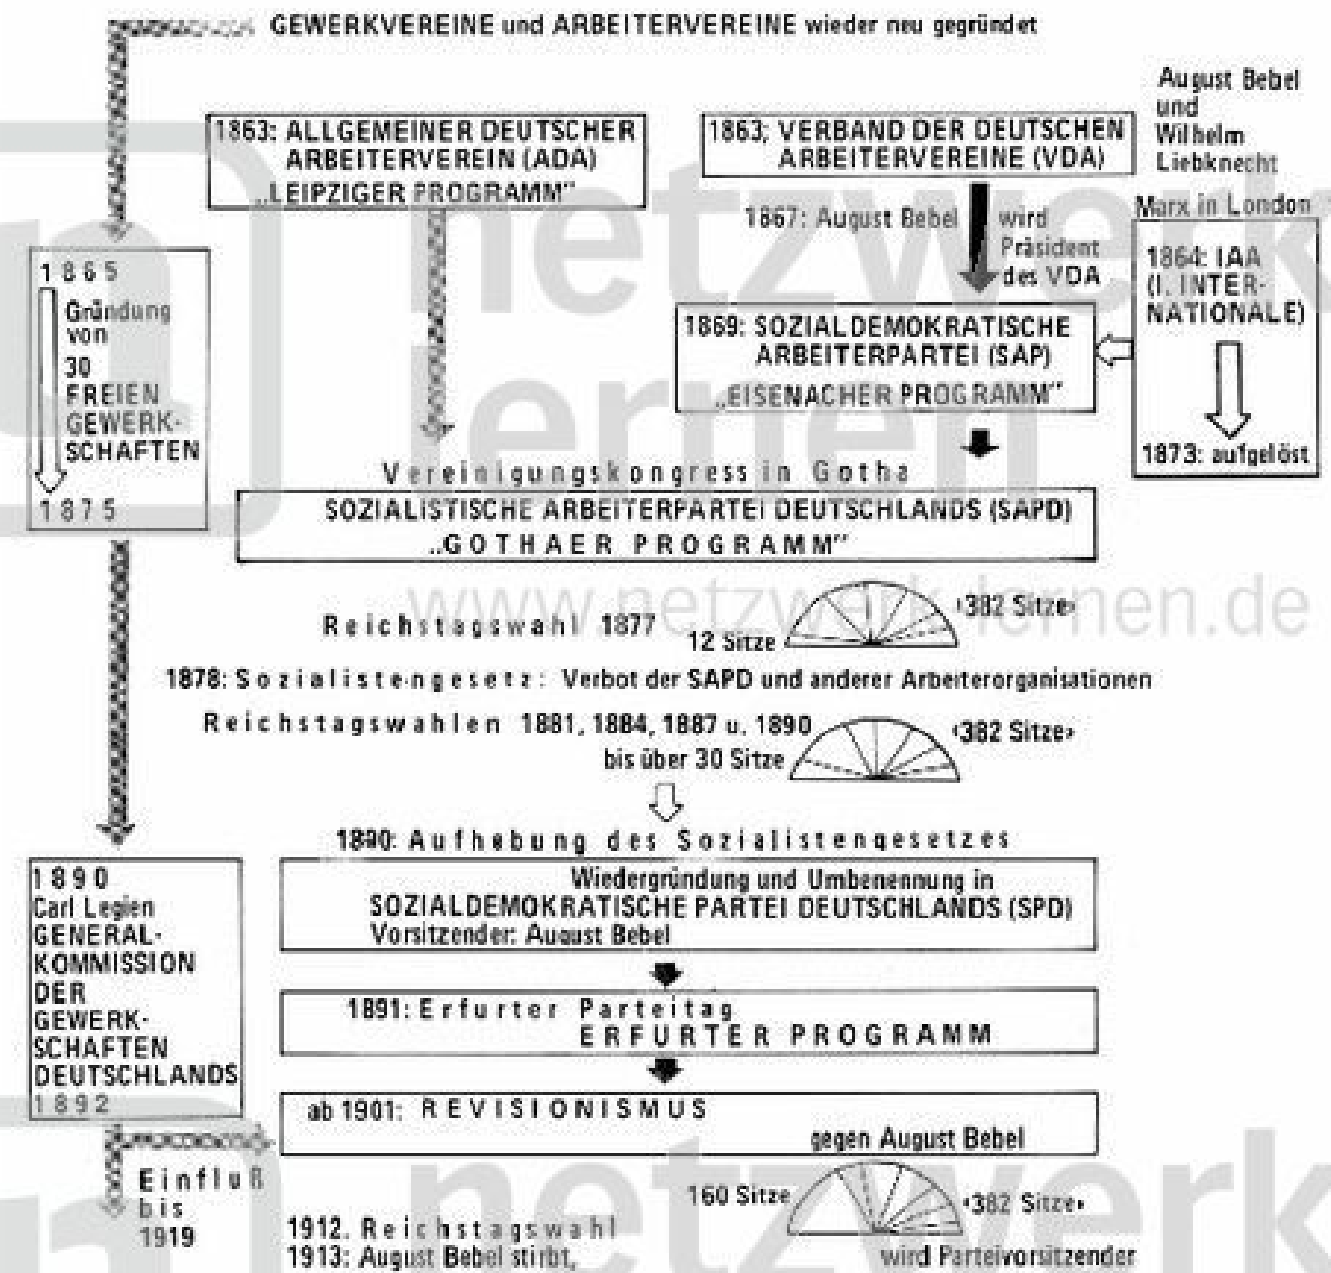 GEWERKVEREINE und ARBEITERVEREINE wieder neu gegründet
August Bebel
und
Wilhelm
Liebknecht
1863: ALLGEMEINER DEUTSCHER
ARBEITERVEREIN (ADA)
„LEIPZIGER PROGRAMM"
1863; VERBAND DER DEUTSCHEN
ARBEITERVEREINE (VDA)
1867: August Bebel wird
Präsident
des VDA
Marx in London
1864: IAA
(I. INTER-
NATIONALE)
1873: aufgelöst
1865
Gründung
von
30
FREIEN
GEWERK-
SCHAFTEN
1875
1869: SOZIALDEMOKRATISCHE
ARBEITERPARTEI (SAP)
„EISENACHER PROGRAMM"
Vereinigungskongress in Gotha
SOZIALISTISCHE ARBEITERPARTEI DEUTSCHLANDS (SAPD)
„GOTHAER PROGRAMM"
Reichstagswahl 1877
12 Sitze
‹382 Sitze›
1878: Sozialistengesetz: Verbot der SAPD und anderer Arbeiterorganisationen
Reichstagswahlen 1881, 1884, 1887 u. 1890
bis über 30 Sitze
‹382 Sitze›
1890: Aufhebung des Sozialistengesetzes
Wiedergründung und Umbenennung in
SOZIALDEMOKRATISCHE PARTEI DEUTSCHLANDS (SPD)
Vorsitzender: August Bebel
1890
Carl Legien
GENERAL-
KOMMISSION
DER
GEWERK-
SCHAFTEN
DEUTSCHLANDS
1892
1891: Erfurter Parteitag
ERFURTER PROGRAMM
ab 1901: REVISIONISMUS
gegen August Bebel
Einfluß
bis
1919
160 Sitze
‹382 Sitze›
1912. Reichstagswahl
1913: August Bebel stirbt,
wird Parteivorsitzender
netzwerk
lernen
www.netzwerk-lernen.de
netzwerk